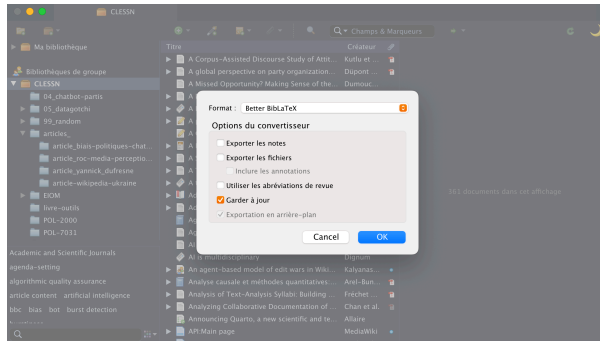 CLESSN
Champs & Marqueurs
Ma bibliothèque
Titre
Créateur
A Corpus-Assisted Discourse Study of Attit...
Kutlu et ...
Bibliothèques de groupe
A global perspective on party organization...
Dupont ...
CLESSN
A Missed Opportunity? Making Sense of the...
Dumouc...
04_chatbot-partis
05_datagotchi
99_random
articles_
article_biais-politiques-chat...
article_roc-media-perceptio...
article_yannick_dufresne
article-wikipedia-ukraine
EIOM
livre-outils
POL-2000
POL-7031
Format :
Better BibLaTeX
Options du convertisseur
Exporter les notes
Exporter les fichiers
Inclure les annotations
Utiliser les abréviations de revue
Garder à jour
Exportation en arrière-plan
Cancel
OK
documents dans cet affichage
AI is multidisciplinary
Dignum
Academic and Scientific Journals
An agent-based model of edit wars in Wiki...
Kalyanas...
agenda-setting
Analyse causale et méthodes quantitatives:...
Arel-Bun...
algorithmic quality assurance
Analysis of Text-Analysis Syllabi: Building ...
Fréchet ...
article content
artificial intelligence
Analyzing Collaborative Documentation of ...
Chan et al.
bbc
bias
bot
burst detection
Announcing Quarto, a new scientific and te...
Allaire
API:Main page
MediaWiki